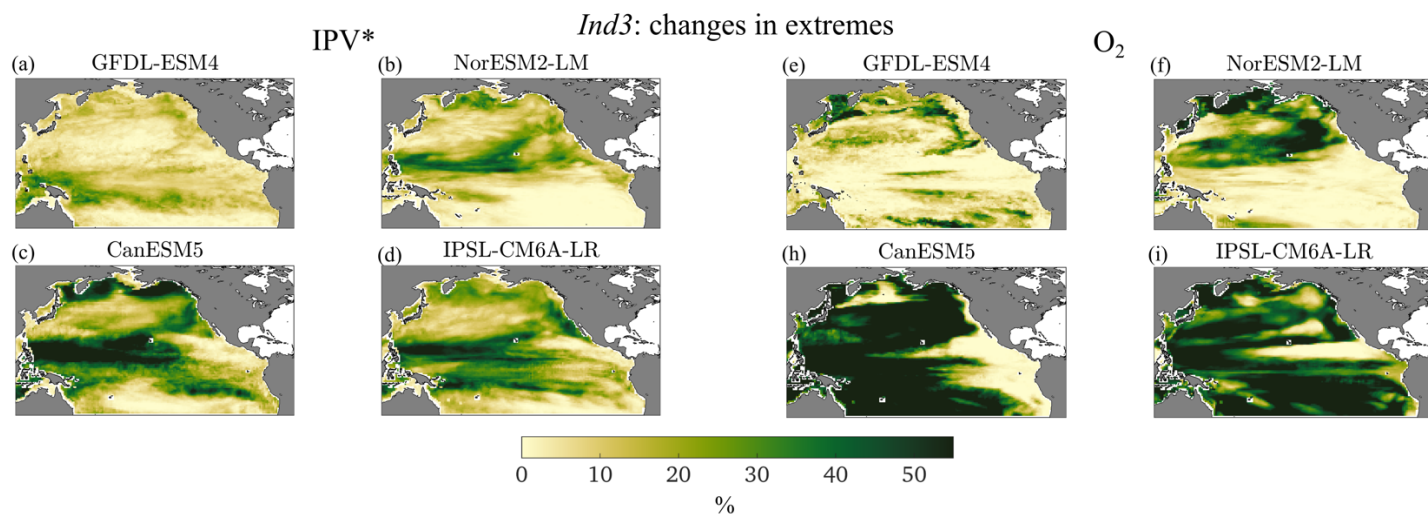 Ind3: changes in extremes
IPV*
O₂
(a) GFDL-ESM4
(b) NorESM2-LM
(e) GFDL-ESM4
(f) NorESM2-LM
(c) CanESM5
(d) IPSL-CM6A-LR
(h) CanESM5
(i) IPSL-CM6A-LR
0 10 20 30 40 50
%